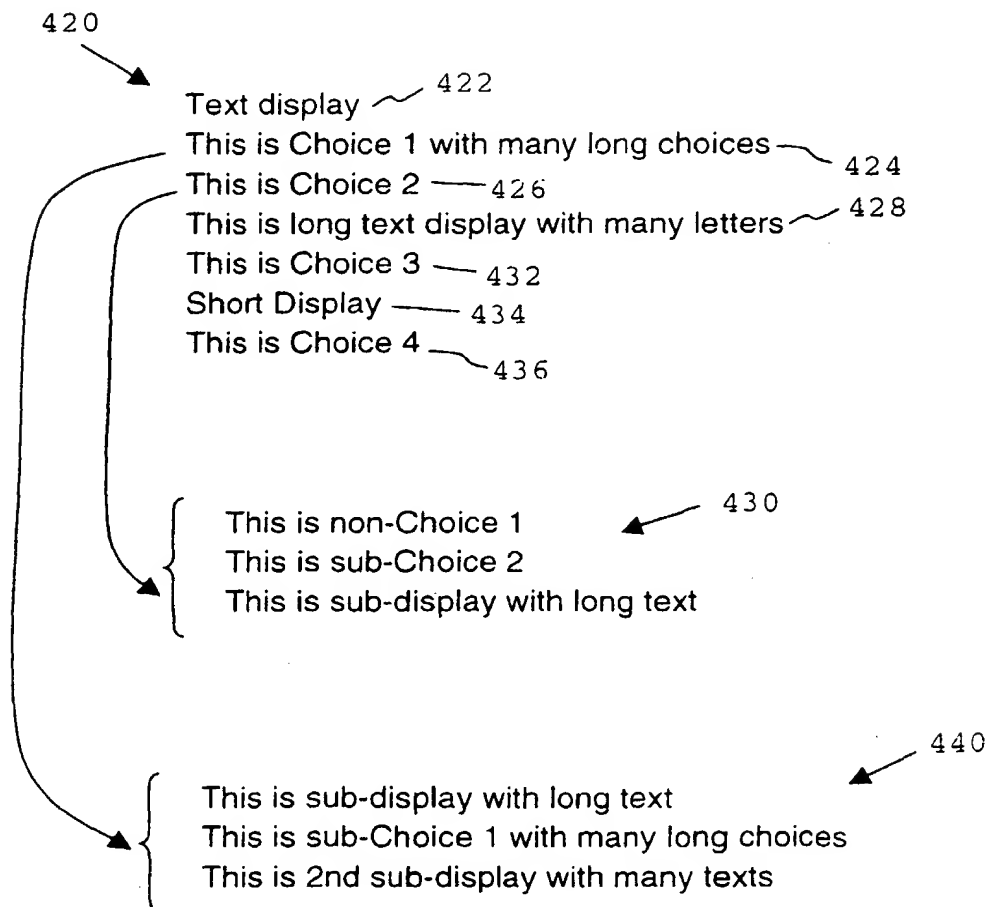 420
Text display 422
This is Choice 1 with many long choices 424
This is Choice 2 426
This is long text display with many letters 428
This is Choice 3 432
Short Display 434
This is Choice 4 436
430
This is non-Choice 1
This is sub-Choice 2
This is sub-display with long text
440
This is sub-display with long text
This is sub-Choice 1 with many long choices
This is 2nd sub-display with many texts